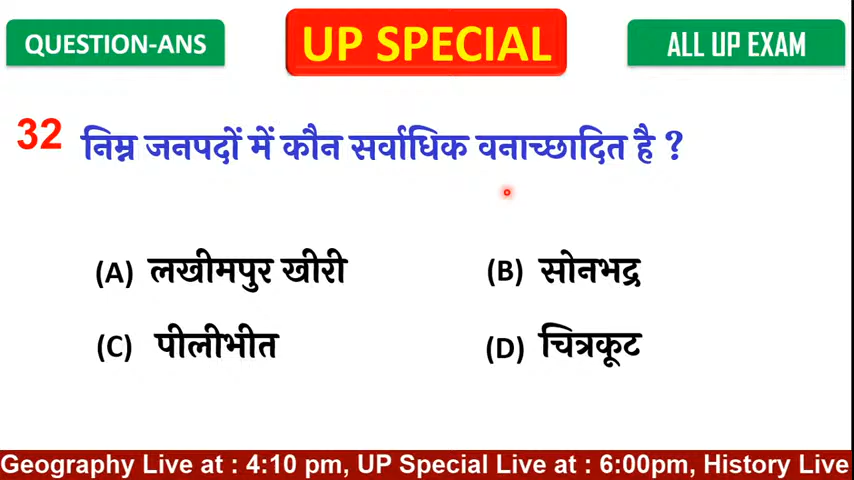 QUESTION-ANS
UP SPECIAL
ALL UP EXAM
32 निम्न जनपदों में कौन सर्वाधिक वनाच्छादित है ?
(A) लखीमपुर खीरी (B) सोनभद्र
(C) पीलीभीत (D) चित्रकूट
Geography Live at : 4:10 pm, UP Special Live at : 6:00pm, History Live